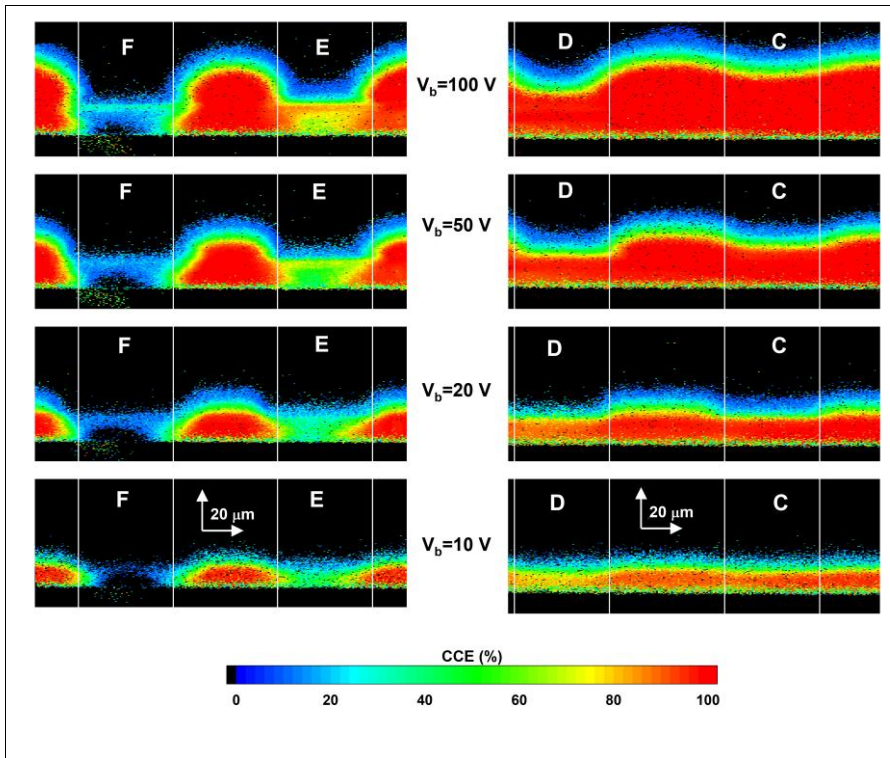 F E D C
V_b=100 V
F E D C
V_b=50 V
F E D C
V_b=20 V
F E D C
20 μm 20 μm
V_b=10 V
CCE (%)
0 20 40 60 80 100